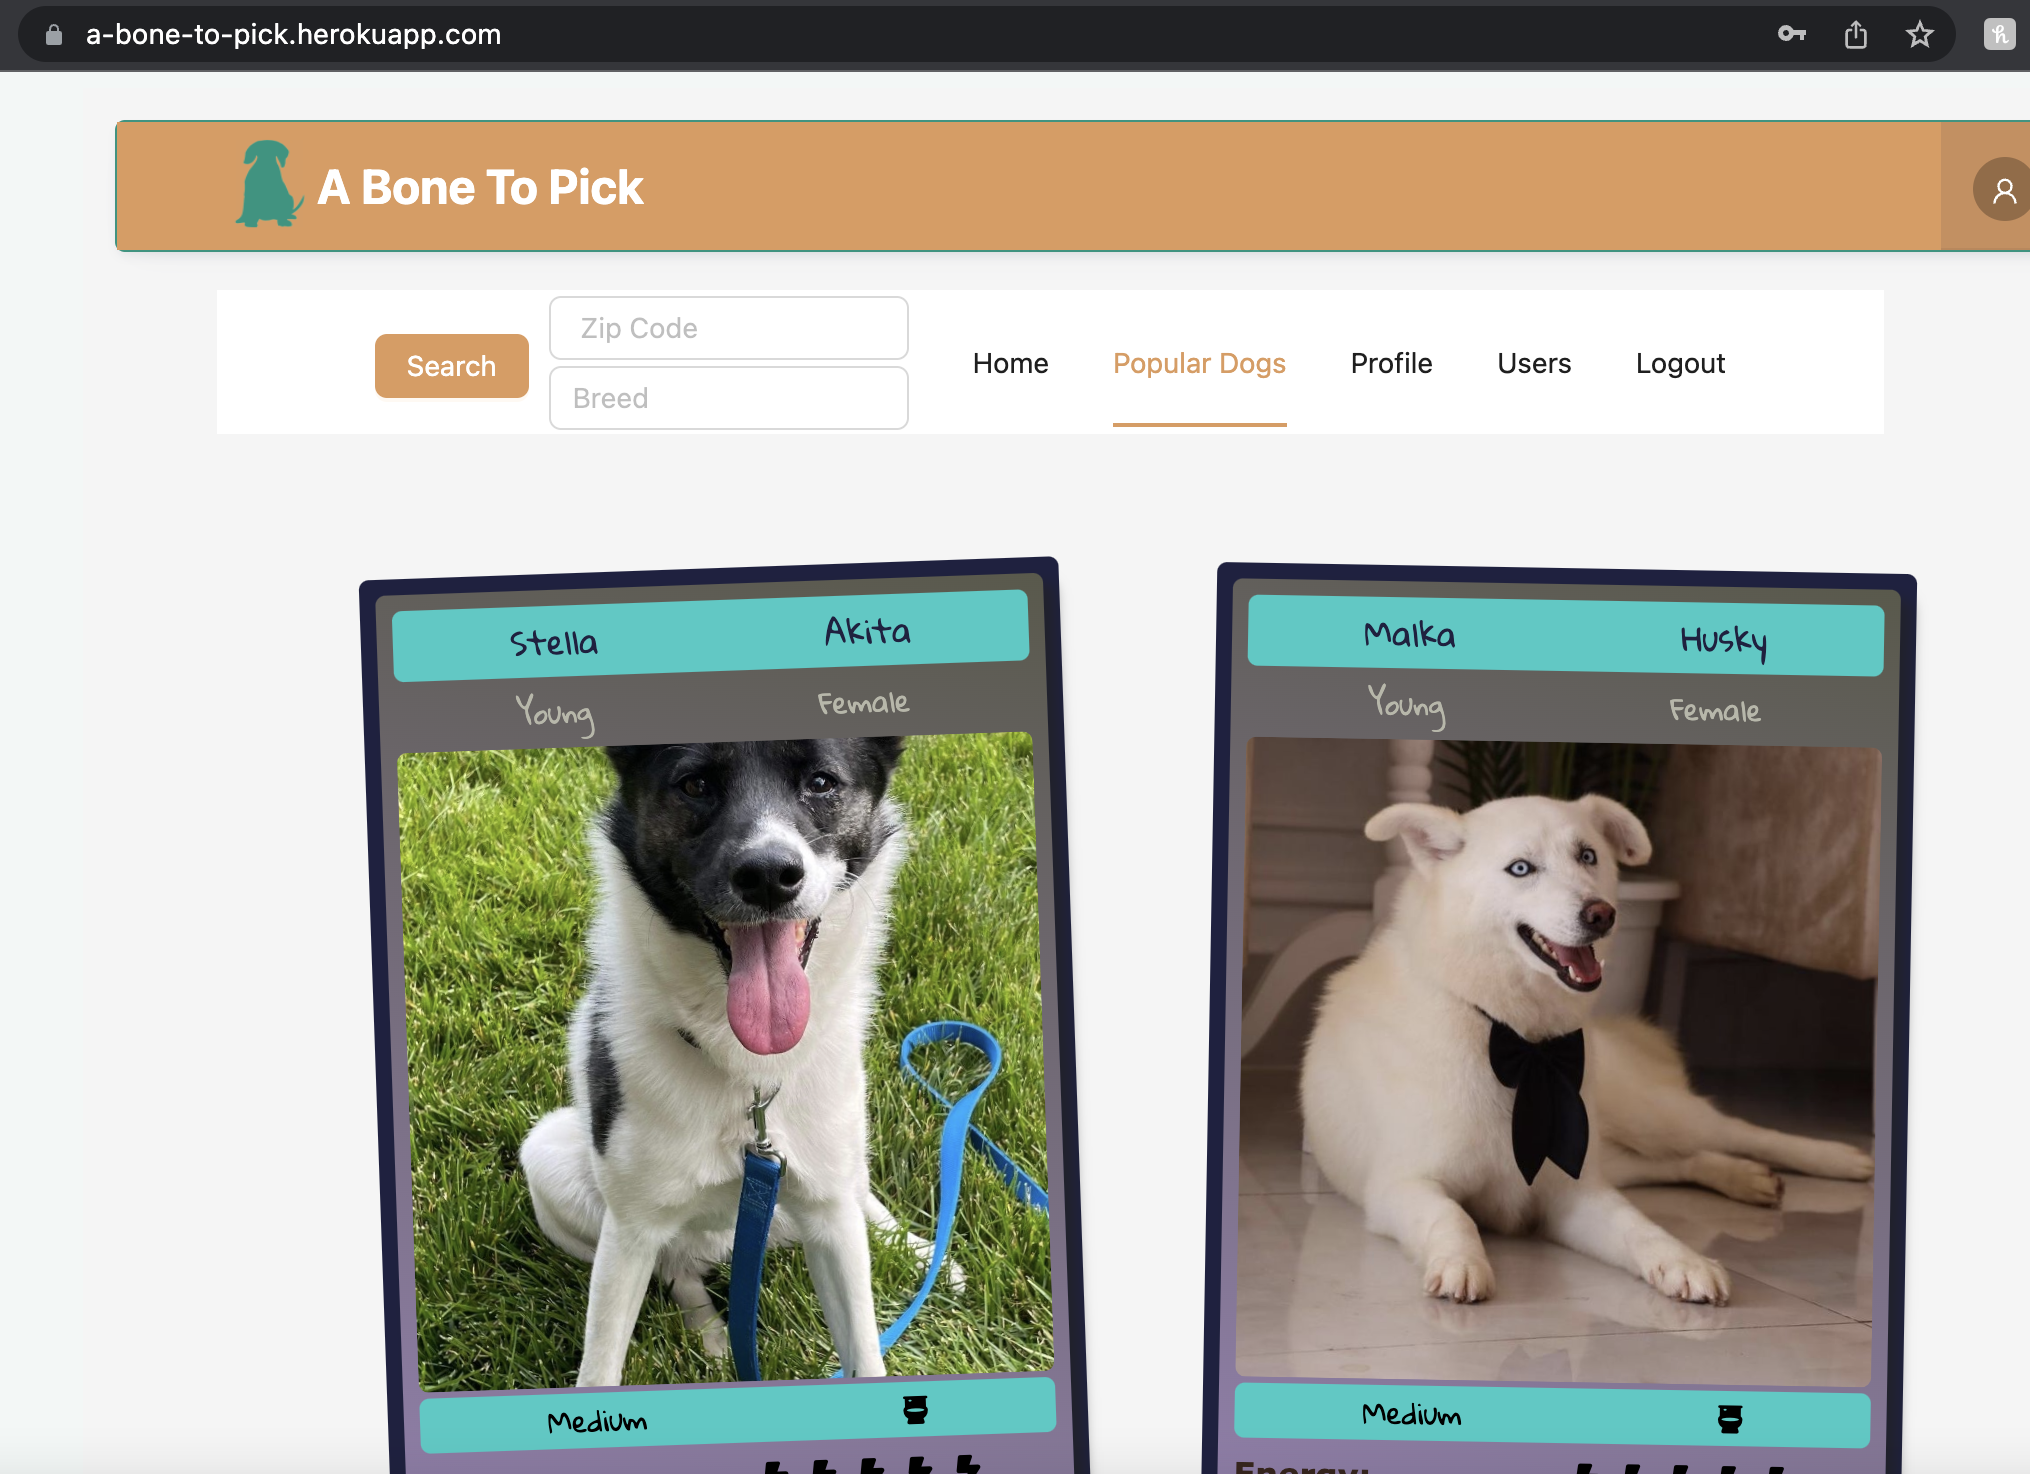 a-bone-to-pick.herokuapp.com
A Bone To Pick
Zip Code
Search
Breed
Home Popular Dogs Profile Users Logout
Stella Akita
Young Female
Medium
Malka Husky
Young Female
Medium
Energy: